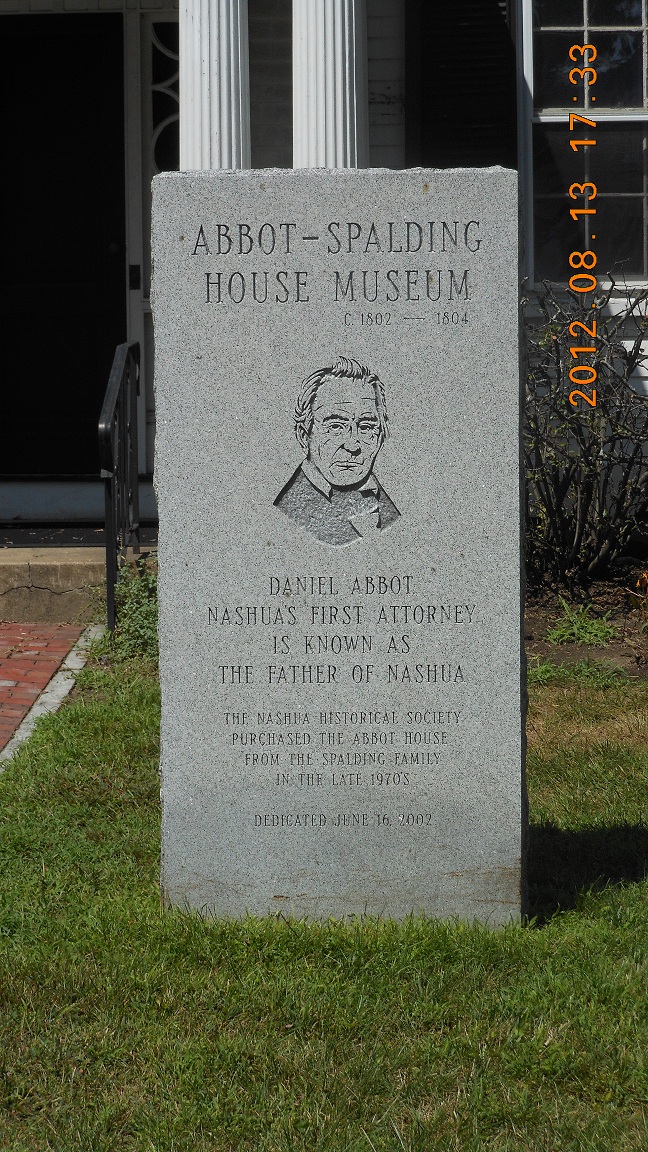 ABBOT-SPALDING
HOUSE MUSEUM
C. 1802 — 1804
DANIEL ABBOT
NASHUA'S FIRST ATTORNEY
IS KNOWN AS
THE FATHER OF NASHUA
THE NASHUA HISTORICAL SOCIETY
PURCHASED THE ABBOT HOUSE
FROM THE SPALDING FAMILY
IN THE LATE 1970'S
DEDICATED JUNE 16, 2002
2012.08.13 17:33